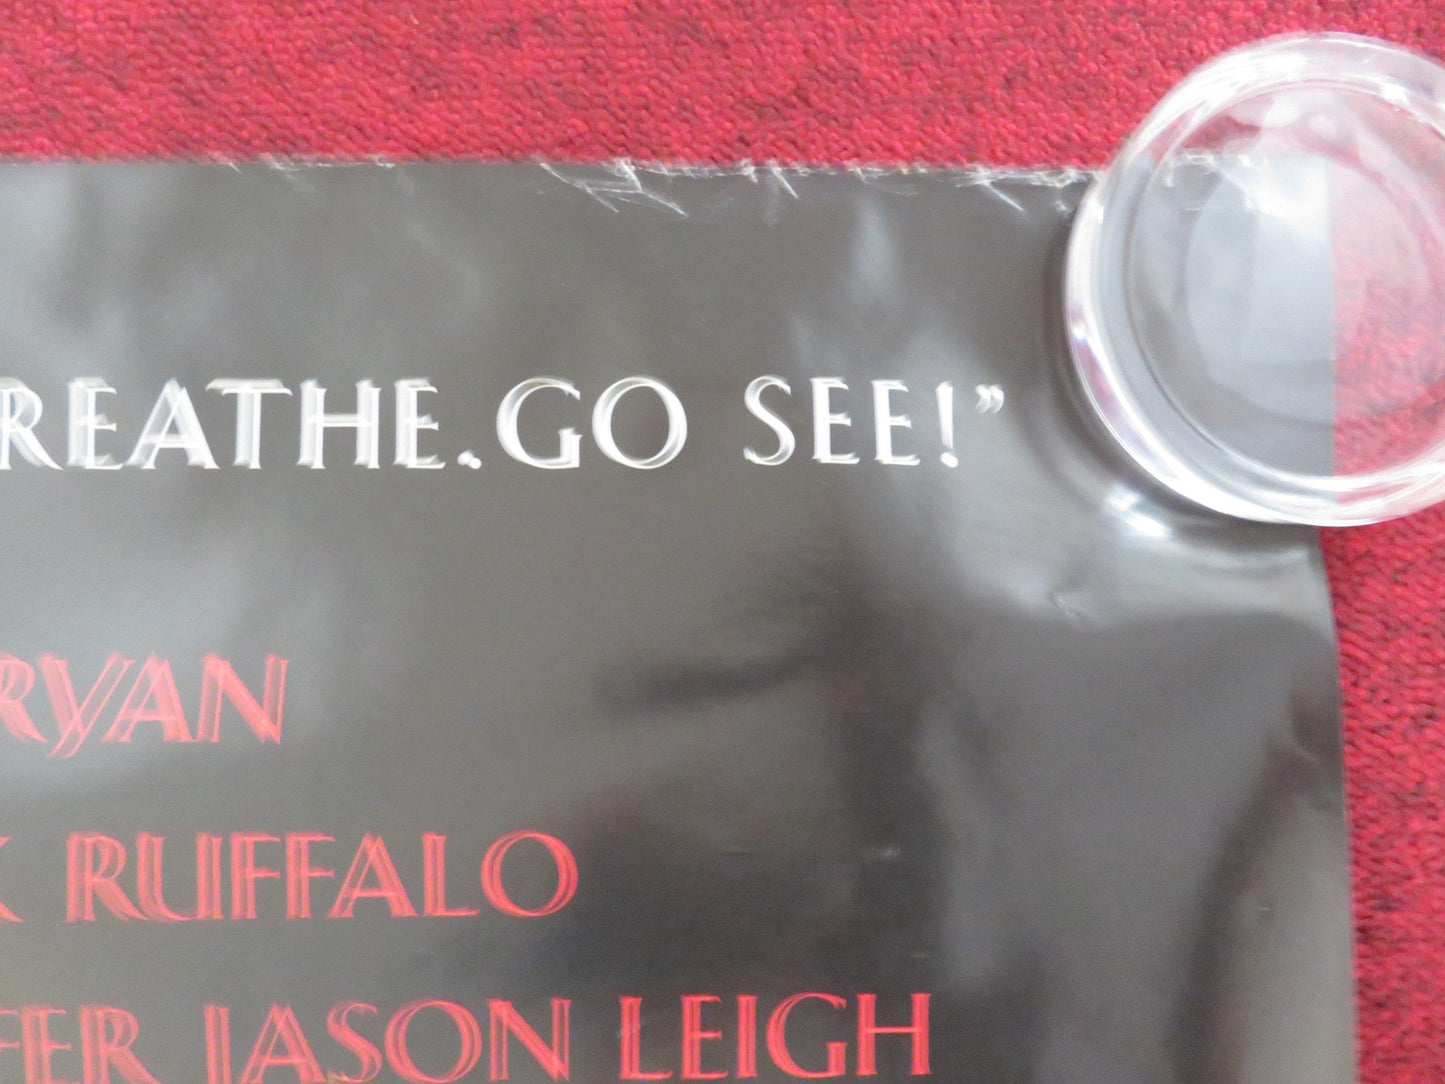 REATHE. GO SEE!”
RYAN
K RUFFALO
FER JASON LEIGH